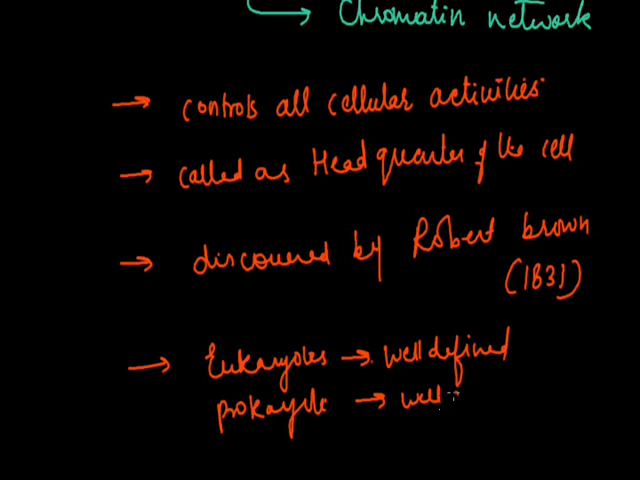 → Chromatin network
→ controls all cellular activities
→ called as Head quarter of the cell
→ discovered by Robert brown
(1831)
→ Eukaryotes → well defined
prokaryote → well